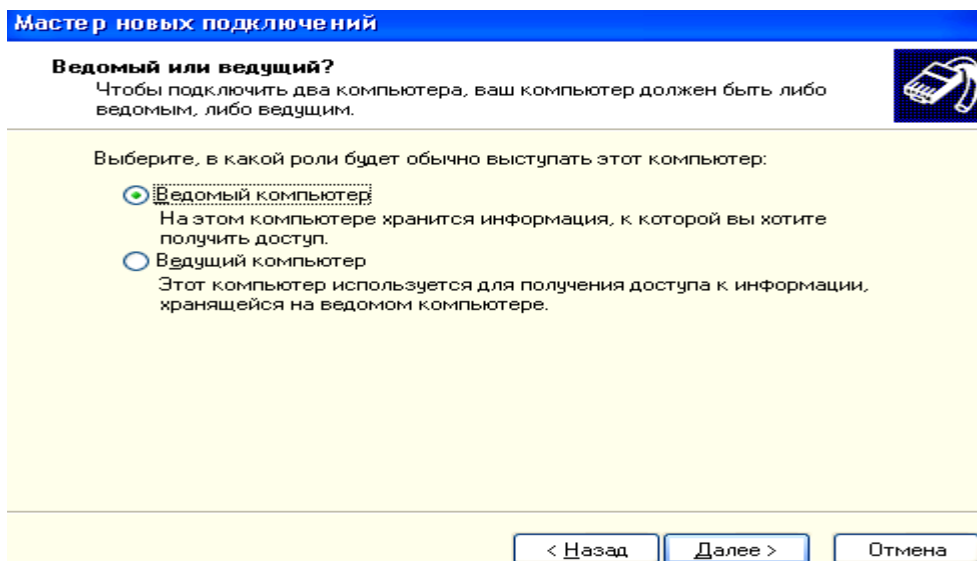 Мастер новых подключений
Ведомый или ведущий?
Чтобы подключить два компьютера, ваш компьютер должен быть либо
ведомым, либо ведущим.
Выберите, в какой роли будет обычно выступать этот компьютер:
Ведомый компьютер
На этом компьютере хранится информация, к которой вы хотите
получить доступ.
Ведущий компьютер
Этот компьютер используется для получения доступа к информации,
хранящейся на ведомом компьютере.
< Назад Далее > Отмена